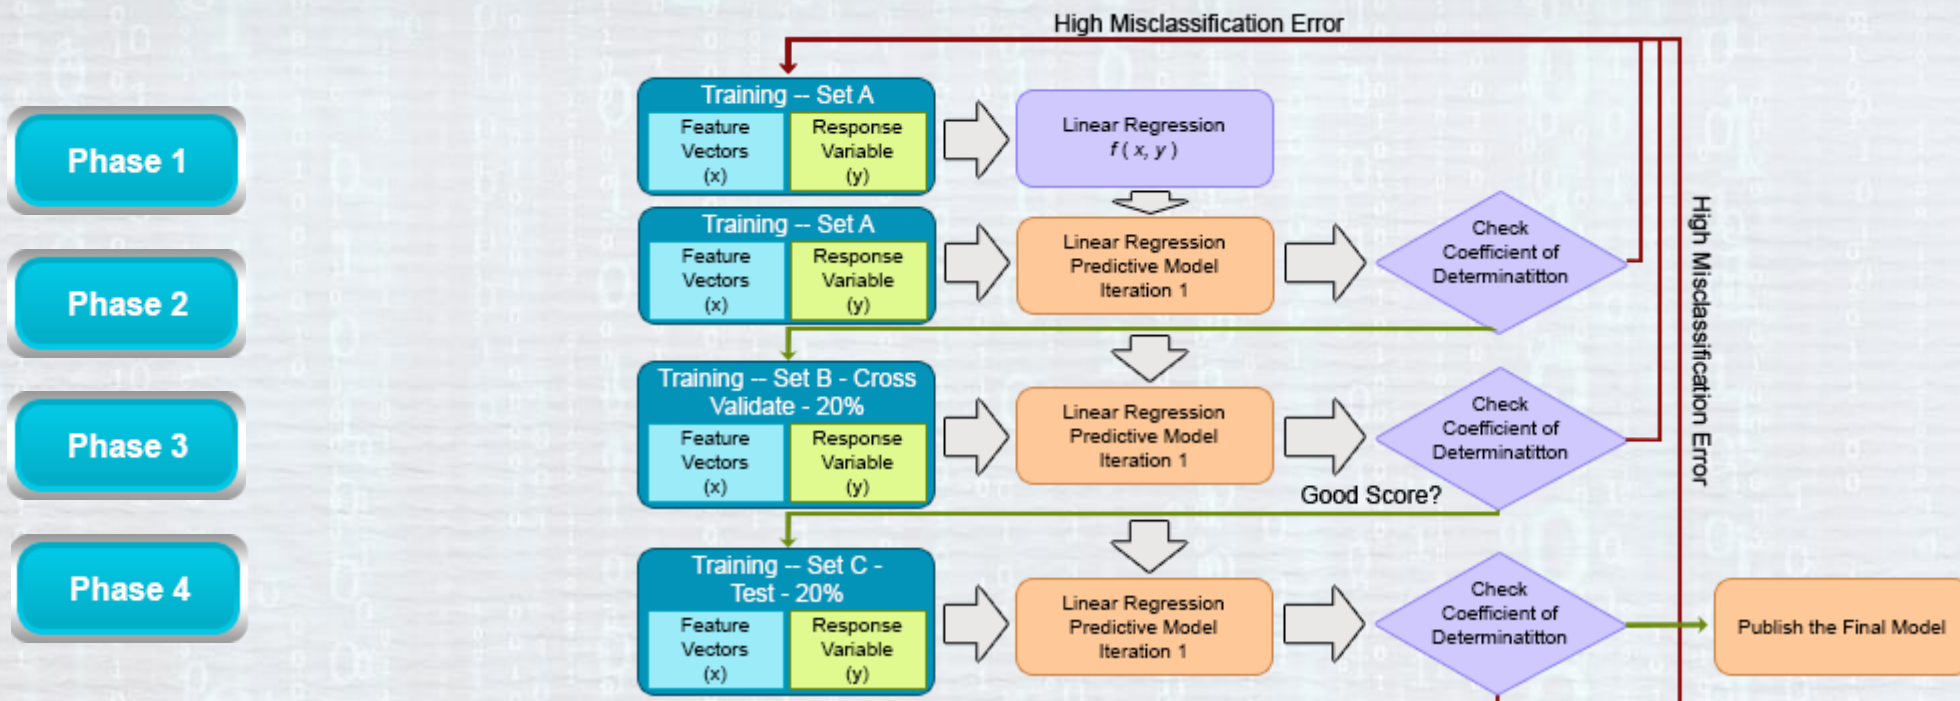 High Misclassification Error
Phase 1
Training -- Set A
Feature
Vectors
(x)
Response
Variable
(y)
Linear Regression
f ( x, y )
Phase 2
Training -- Set A
Feature
Vectors
(x)
Response
Variable
(y)
Linear Regression
Predictive Model
Iteration 1
Check
Coefficient of
Determinatitton
High Misclassification Error
Phase 3
Training -- Set B - Cross
Validate - 20%
Feature
Vectors
(x)
Response
Variable
(y)
Linear Regression
Predictive Model
Iteration 1
Check
Coefficient of
Determinatitton
Good Score?
Phase 4
Training -- Set C -
Test - 20%
Feature
Vectors
(x)
Response
Variable
(y)
Linear Regression
Predictive Model
Iteration 1
Check
Coefficient of
Determinatitton
Publish the Final Model